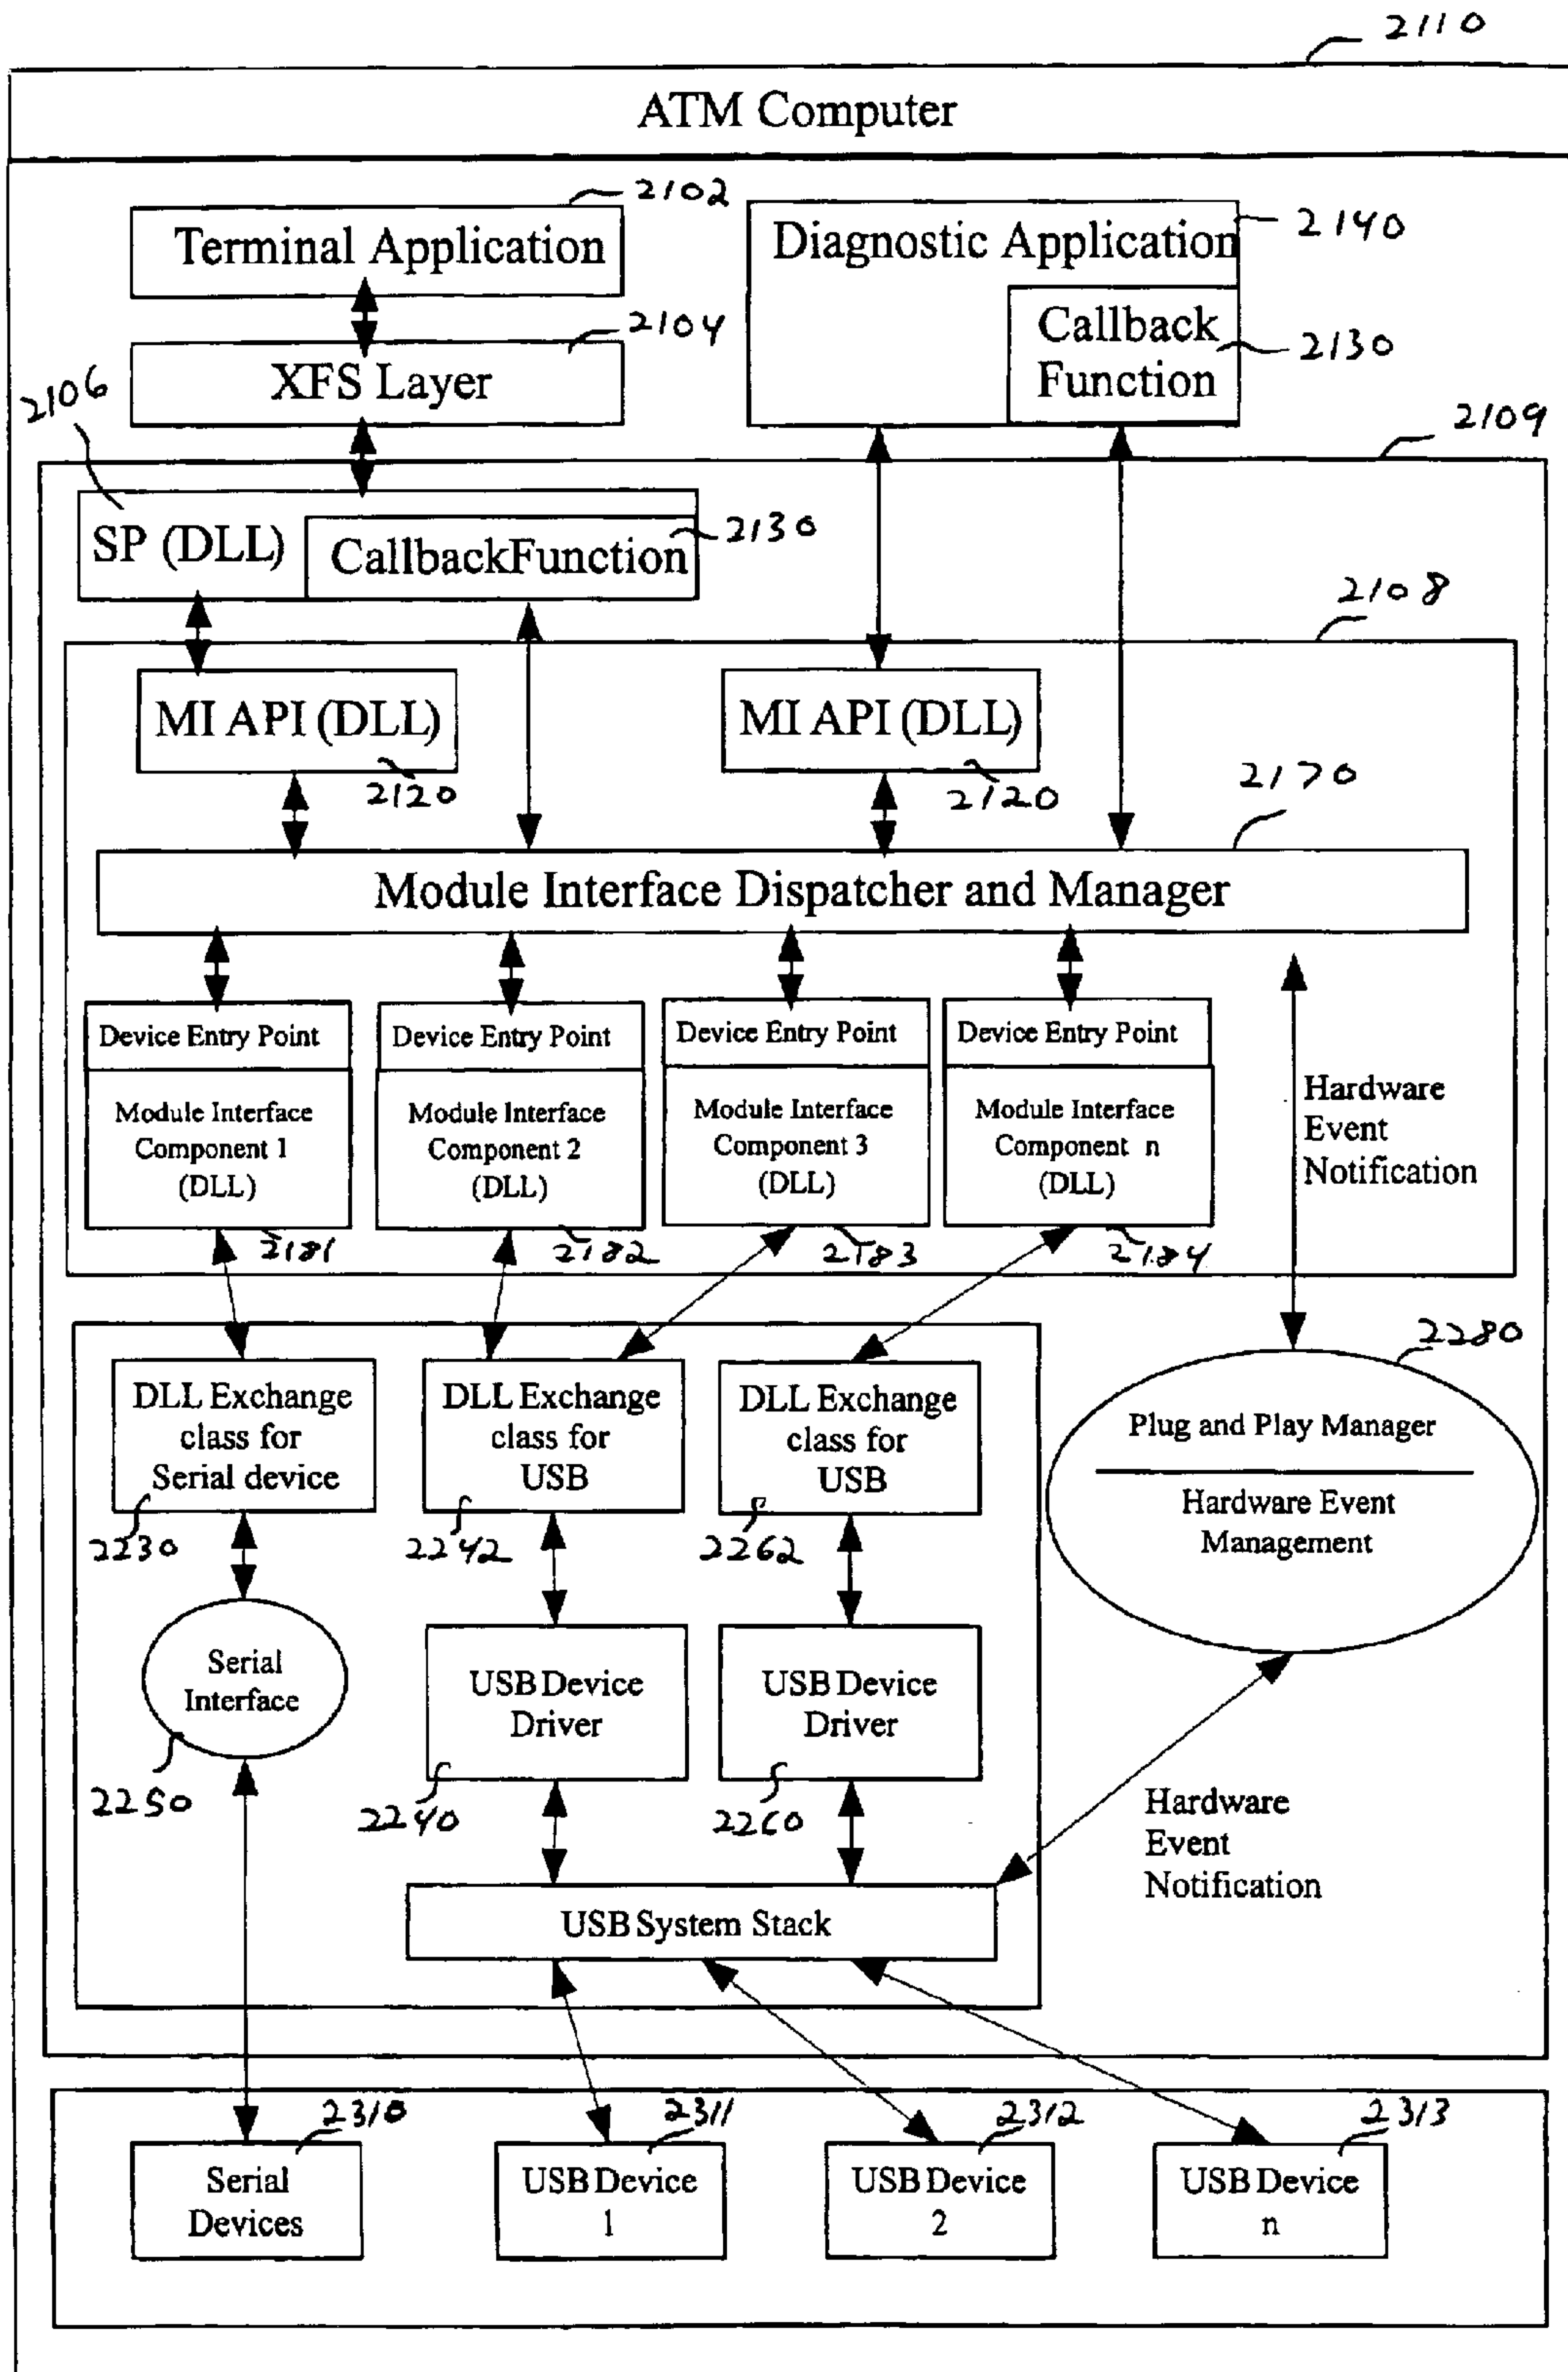 2110
ATM Computer
2102
Terminal Application
2140
Diagnostic Application
Callback
Function
2130
2104
XFS Layer
2106
2109
SP (DLL)
CallbackFunction
2130
2108
MI API (DLL)
2120
MI API (DLL)
2120
2170
Module Interface Dispatcher and Manager
Device Entry Point
Module Interface
Component 1
(DLL)
2181
Device Entry Point
Module Interface
Component 2
(DLL)
2182
Device Entry Point
Module Interface
Component 3
(DLL)
2183
Device Entry Point
Module Interface
Component n
(DLL)
2184
Hardware
Event
Notification
2280
Plug and Play Manager
Hardware Event
Management
DLL Exchange
class for
Serial device
2230
DLL Exchange
class for
USB
2242
DLL Exchange
class for
USB
2262
Serial
Interface
2250
USB Device
Driver
2240
USB Device
Driver
2260
Hardware
Event
Notification
USB System Stack
2310
Serial
Devices
2311
USB Device
1
2312
USB Device
2
2313
USB Device
n